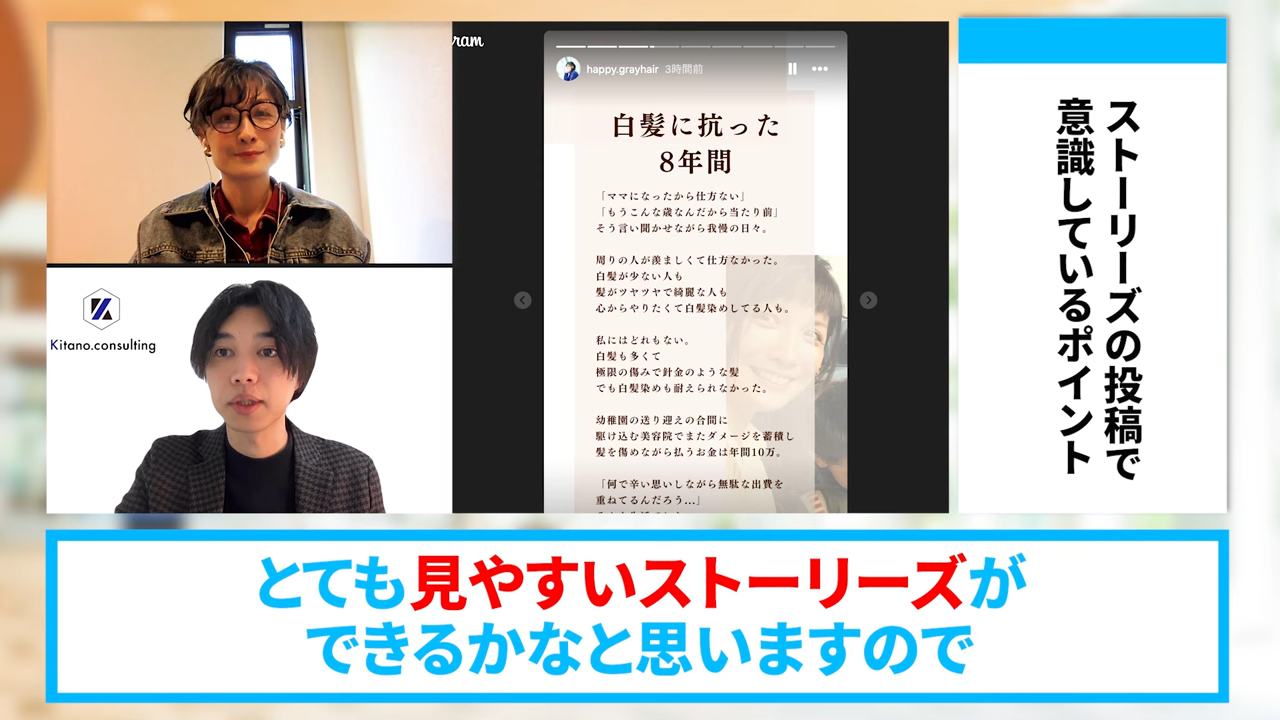 ram
happy.grayhair 3時間前
白髪に抗った
8年間
「ママになったから仕方ない」
「もうこんな歳なんだから当たり前」
そう言い聞かせながら我慢の日々。
周りの人が羨ましくて仕方なかった。
白髪が少ない人も
髪がツヤツヤで綺麗な人も
心からやりたくて白髪染めしてる人も。
私にはどれもない。
白髪も多くて
極限の傷みで針金のような髪
でも白髪染めも耐えられなかった。
幼稚園の送り迎えの合間に
駆け込む美容院でまたダメージを蓄積し
髪を傷めながら払うお金は年間10万。
「何で辛い思いしながら無駄な出費を
重ねてるんだろう…」
Kitano.consulting
ストーリーズの投稿で
意識しているポイント
とても見やすいストーリーズが
できるかなと思いますので